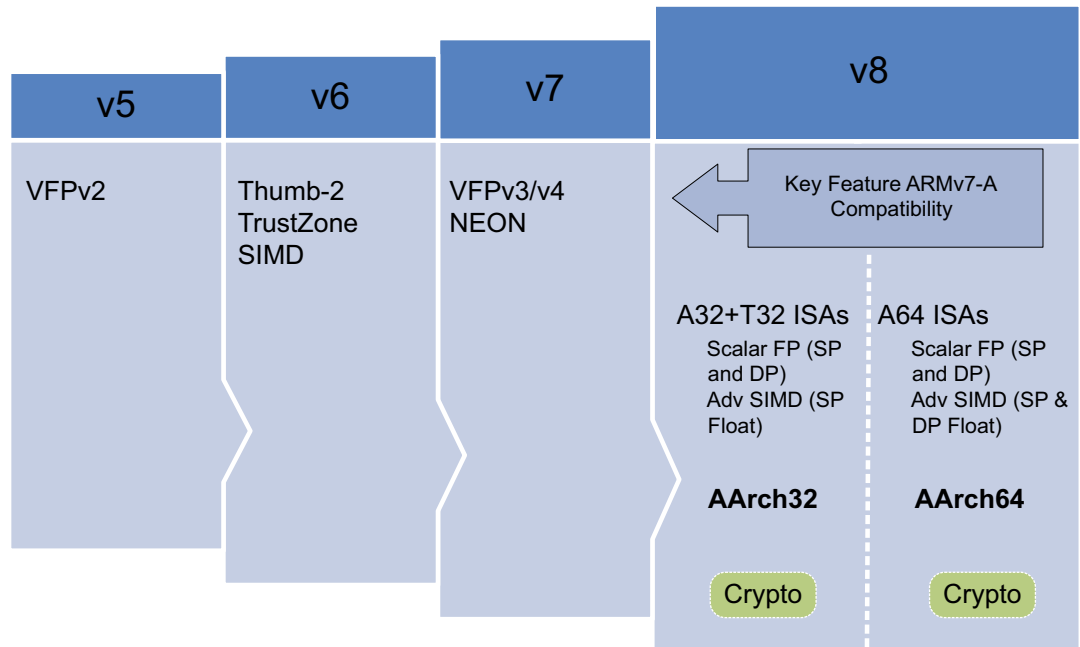 v5
v6
v7
v8
VFPv2
Thumb-2
TrustZone
SIMD
VFPv3/v4
NEON
Key Feature ARMv7-A
Compatibility
A32+T32 ISAs
Scalar FP (SP
and DP)
Adv SIMD (SP
Float)
AArch32
Crypto
A64 ISAs
Scalar FP (SP
and DP)
Adv SIMD (SP &
DP Float)
AArch64
Crypto